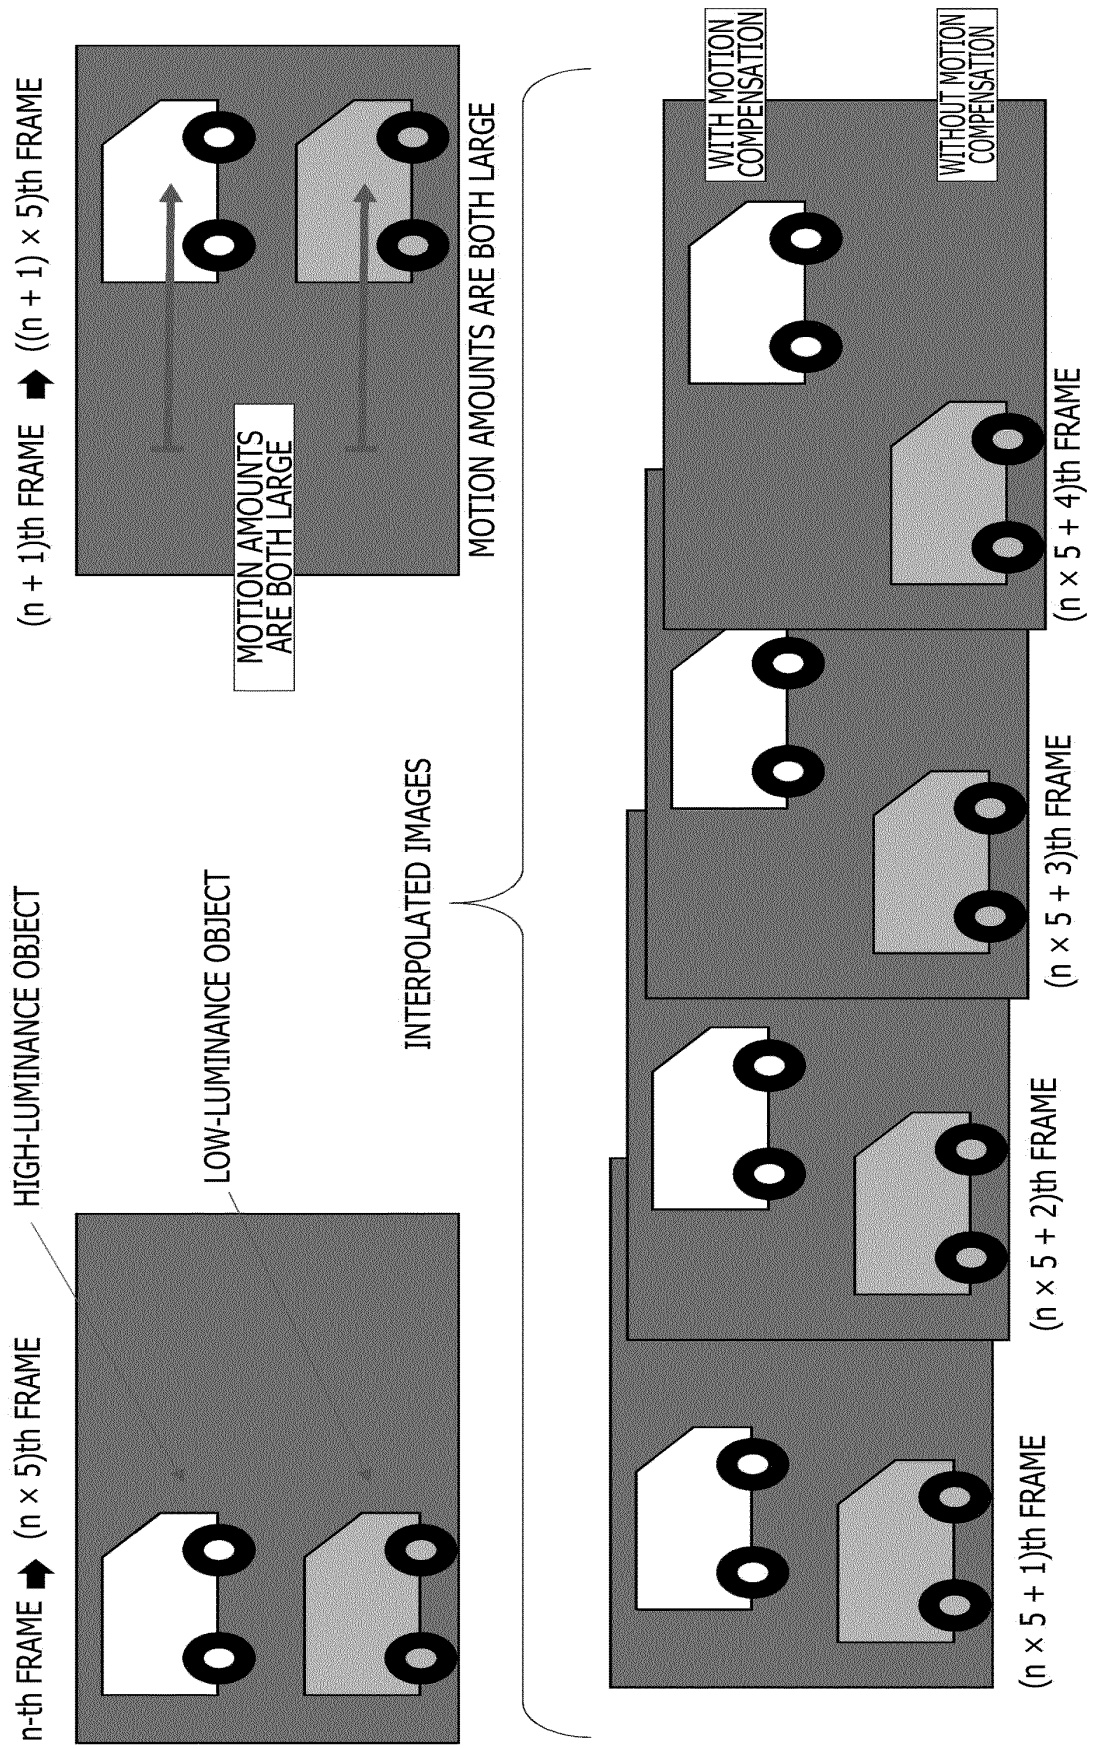 n-th FRAME ➡ (n × 5)th FRAME
HIGH-LUMINANCE OBJECT
LOW-LUMINANCE OBJECT
(n + 1)th FRAME ➡ ((n + 1) × 5)th FRAME
MOTION AMOUNTS
ARE BOTH LARGE
MOTION AMOUNTS ARE BOTH LARGE
INTERPOLATED IMAGES
WITH MOTION
COMPENSATION
WITHOUT MOTION
COMPENSATION
(n × 5 + 1)th FRAME
(n × 5 + 2)th FRAME
(n × 5 + 3)th FRAME
(n × 5 + 4)th FRAME